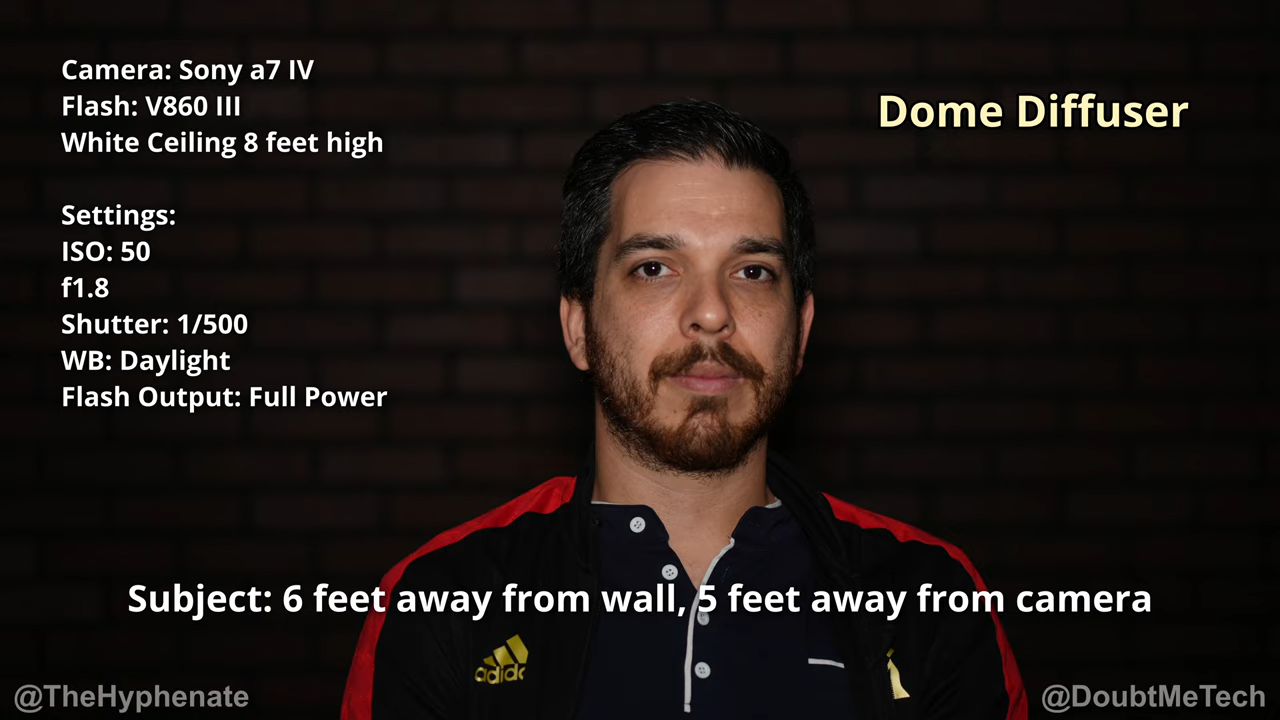 Camera: Sony a7 IV
Flash: V860 III
White Ceiling 8 feet high
Dome Diffuser
Settings:
ISO: 50
f1.8
Shutter: 1/500
WB: Daylight
Flash Output: Full Power
Subject: 6 feet away from wall, 5 feet away from camera
adidas
@TheHyphenate
@DoubtMeTech